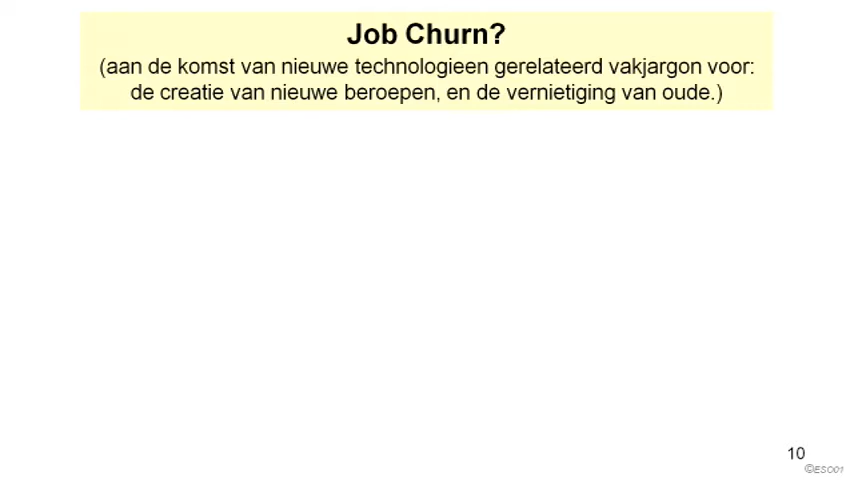 Job Churn?
(aan de komst van nieuwe technologieen gerelateerd vakjargon voor:
de creatie van nieuwe beroepen, en de vernietiging van oude.)
10
©ESO01